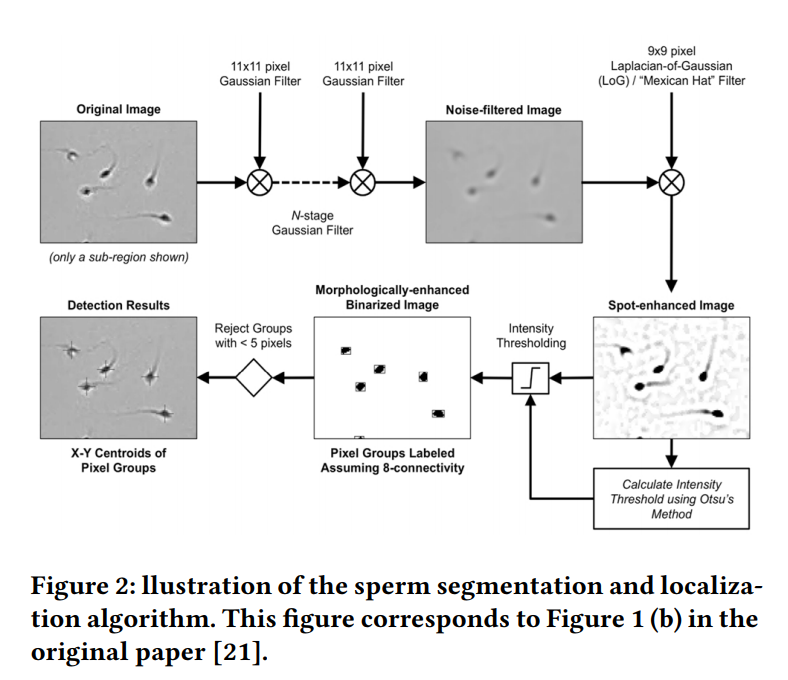 11x11 pixel
Gaussian Filter
11x11 pixel
Gaussian Filter
9x9 pixel
Laplacian-of-Gaussian
(LoG) / “Mexican Hat” Filter
Original Image
Noise-filtered Image
N-stage
Gaussian Filter
(only a sub-region shown)
Detection Results
Reject Groups
with < 5 pixels
Morphologically-enhanced
Binarized Image
Intensity
Thresholding
Spot-enhanced Image
X-Y Centroids of
Pixel Groups
Pixel Groups Labeled
Assuming 8-connectivity
Calculate Intensity
Threshold using Otsu's
Method
Figure 2: llustration of the sperm segmentation and localiza-
tion algorithm. This figure corresponds to Figure 1 (b) in the
original paper [21].